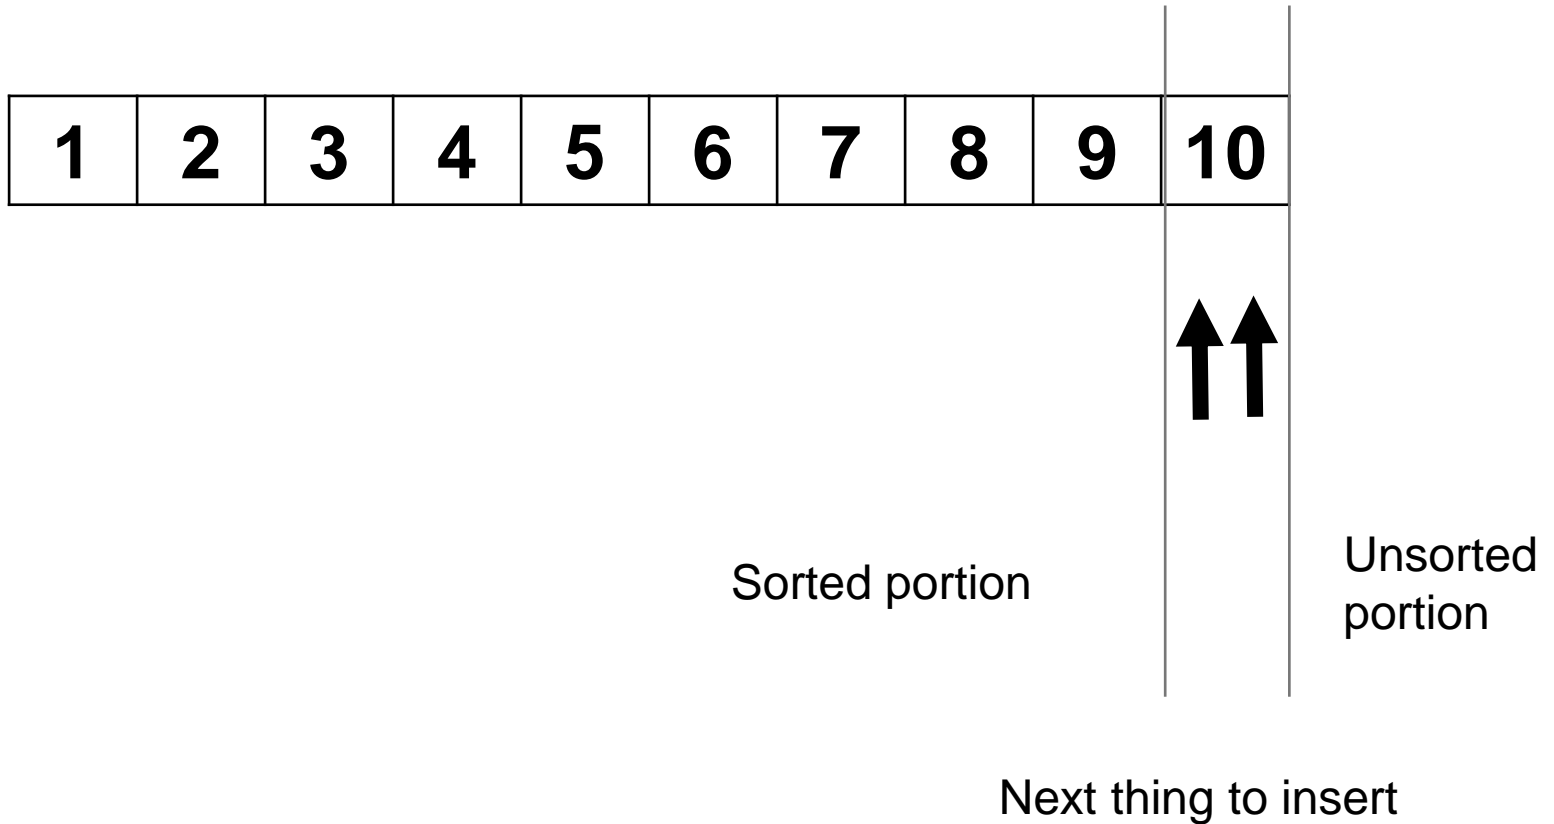 1 2 3 4 5 6 7 8 9 10
Sorted portion
Unsorted
portion
Next thing to insert